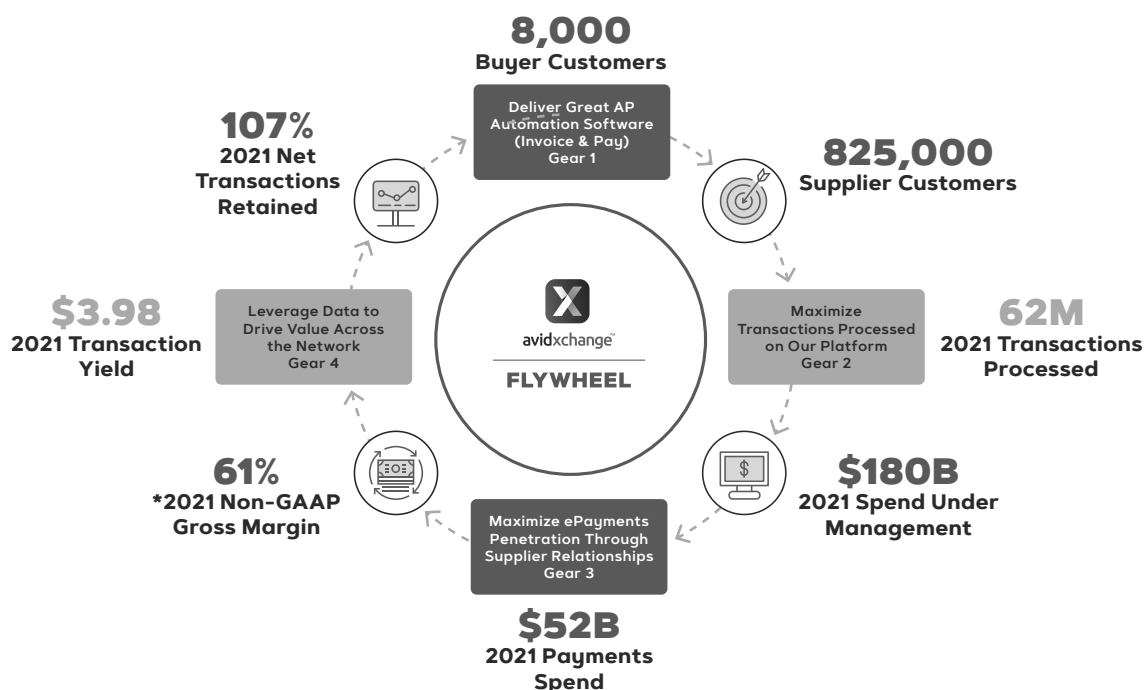 8,000
Buyer Customers
Deliver Great AP
Automation Software
(Invoice & Pay)
Gear 1
825,000
Supplier Customers
Maximize
Transactions Processed
on Our Platform
Gear 2
62M
2021 Transactions
Processed
$
$180B
2021 Spend Under
Management
Maximize ePayments
Penetration Through
Supplier Relationships
Gear 3
$52B
2021 Payments
Spend
61%
*2021 Non-GAAP
Gross Margin
Leverage Data to
Drive Value Across
the Network
Gear 4
$3.98
2021 Transaction
Yield
107%
2021 Net
Transactions
Retained
avidxchange™
FLYWHEEL